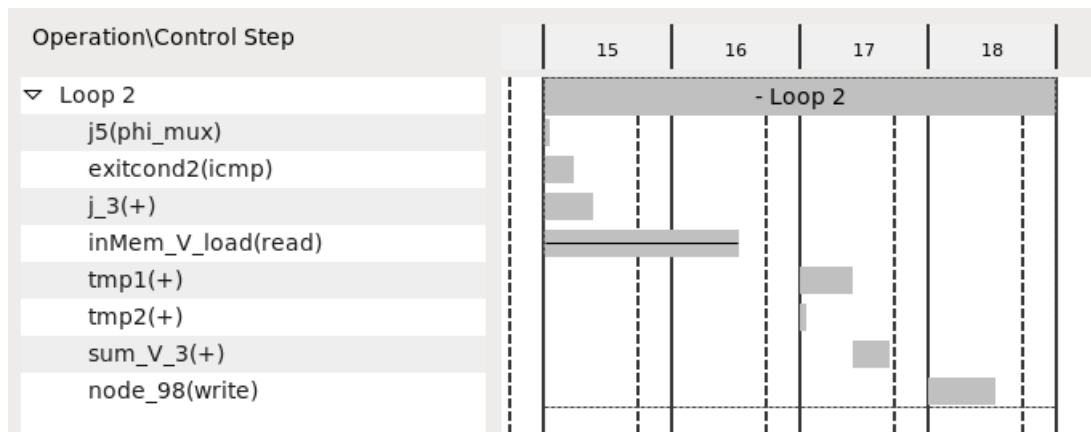 Operation\Control Step 15 16 17 18
Loop 2 - Loop 2
j5(phi_mux)
exitcond2(icmp)
j_3(+)
inMem_V_load(read)
tmp1(+)
tmp2(+)
sum_V_3(+)
node_98(write)